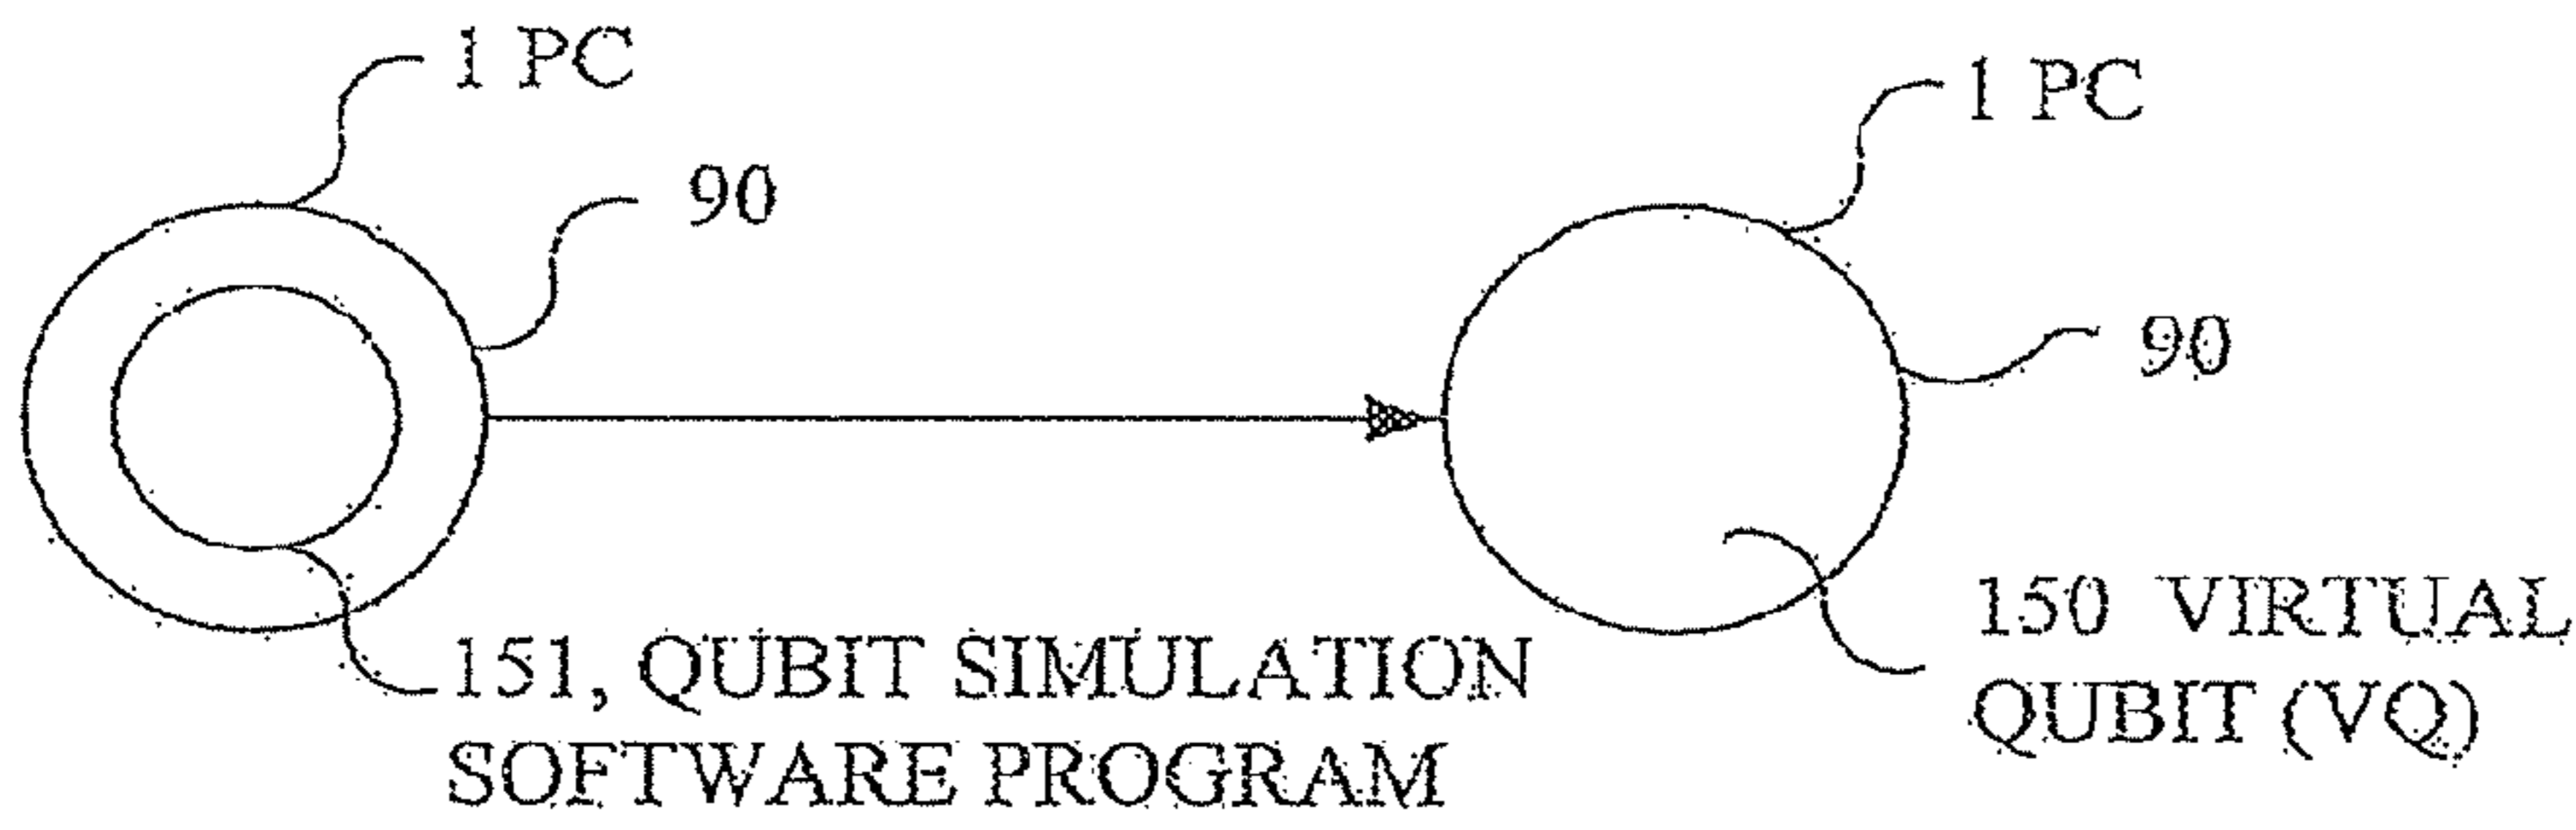 1 PC
90
1 PC
90
151, QUBIT SIMULATION
SOFTWARE PROGRAM
150 VIRTUAL
QUBIT (VQ)